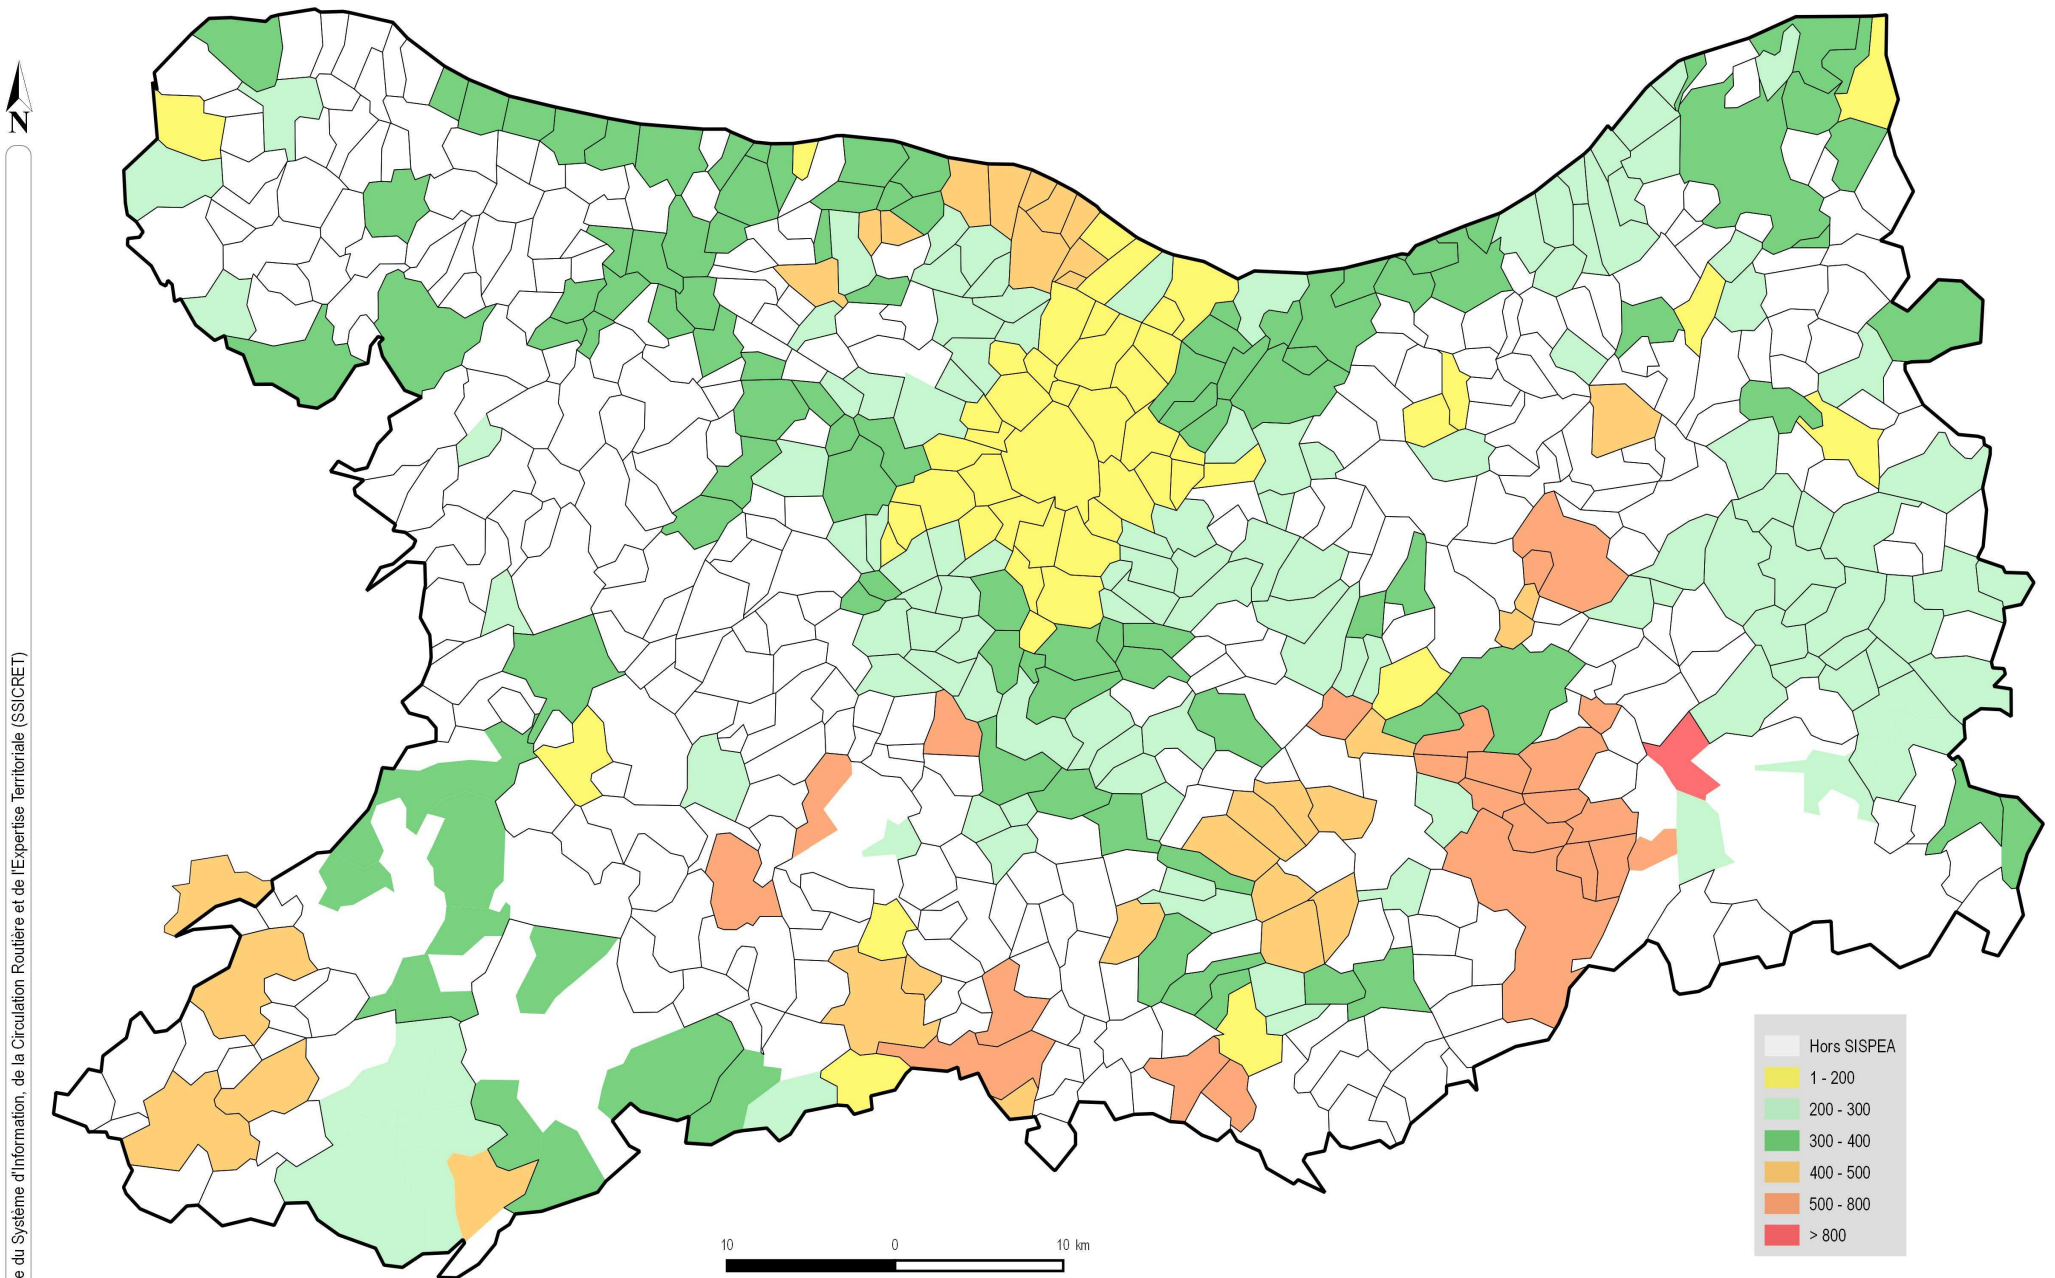 N
e du Système d'Information, de la Circulation Routière et de l'Expertise Territoriale (SSICRET)
Hors SISPEA
1 - 200
200 - 300
300 - 400
400 - 500
500 - 800
> 800
10 0 10 km